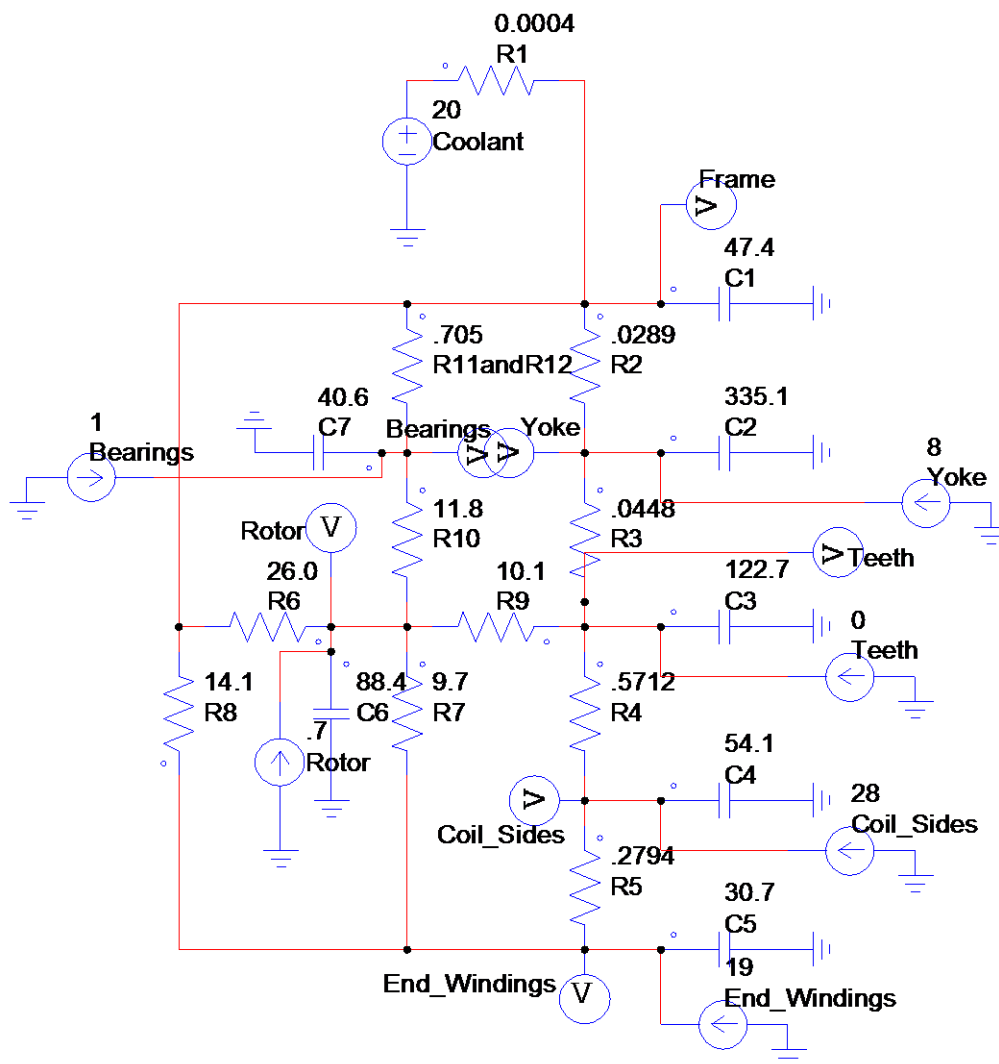 0.0004
R1
20
Coolant
Frame
V
47.4
C1
.705
R11andR12
.0289
R2
40.6
C7
Bearings
V
V
Yoke
335.1
C2
1
Bearings
8
Yoke
Rotor
V
11.8
R10
.0448
R3
V
Teeth
26.0
R6
10.1
R9
122.7
C3
0
Teeth
14.1
R8
88.4
C6
9.7
R7
.5712
R4
.7
Rotor
V
Coil_Sides
54.1
C4
28
Coil_Sides
.2794
R5
30.7
C5
End_Windings
V
19
End_Windings